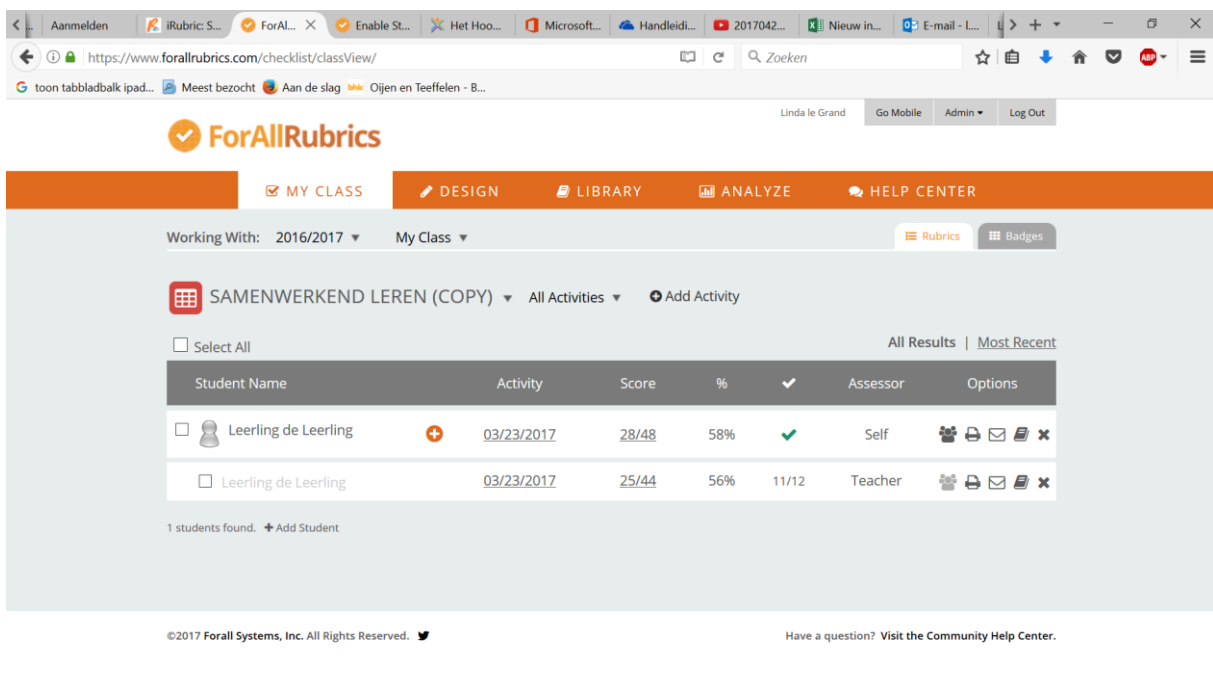 Aanmelden iRubric: S... ForAl... Enable St... Het Hoo... Microsoft... Handleidi... 2017042... Nieuw in... E-mail - l...
https://www.forallrubrics.com/checklist/classView/ Zoeken ABP
toon tabbladbalk ipad... Meest bezocht Aan de slag bhic Oijen en Teeffelen - B...
Linda le Grand Go Mobile Admin Log Out
ForAllRubrics
MY CLASS DESIGN LIBRARY ANALYZE HELP CENTER
Working With: 2016/2017 My Class Rubrics Badges
SAMENWERKEND LEREN (COPY) All Activities Add Activity
Select All All Results | Most Recent
Student Name Activity Score % Assessor Options
Leerling de Leerling 03/23/2017 28/48 58% Self
Leerling de Leerling 03/23/2017 25/44 56% 11/12 Teacher
1 students found. Add Student
©2017 Forall Systems, Inc. All Rights Reserved. Have a question? Visit the Community Help Center.